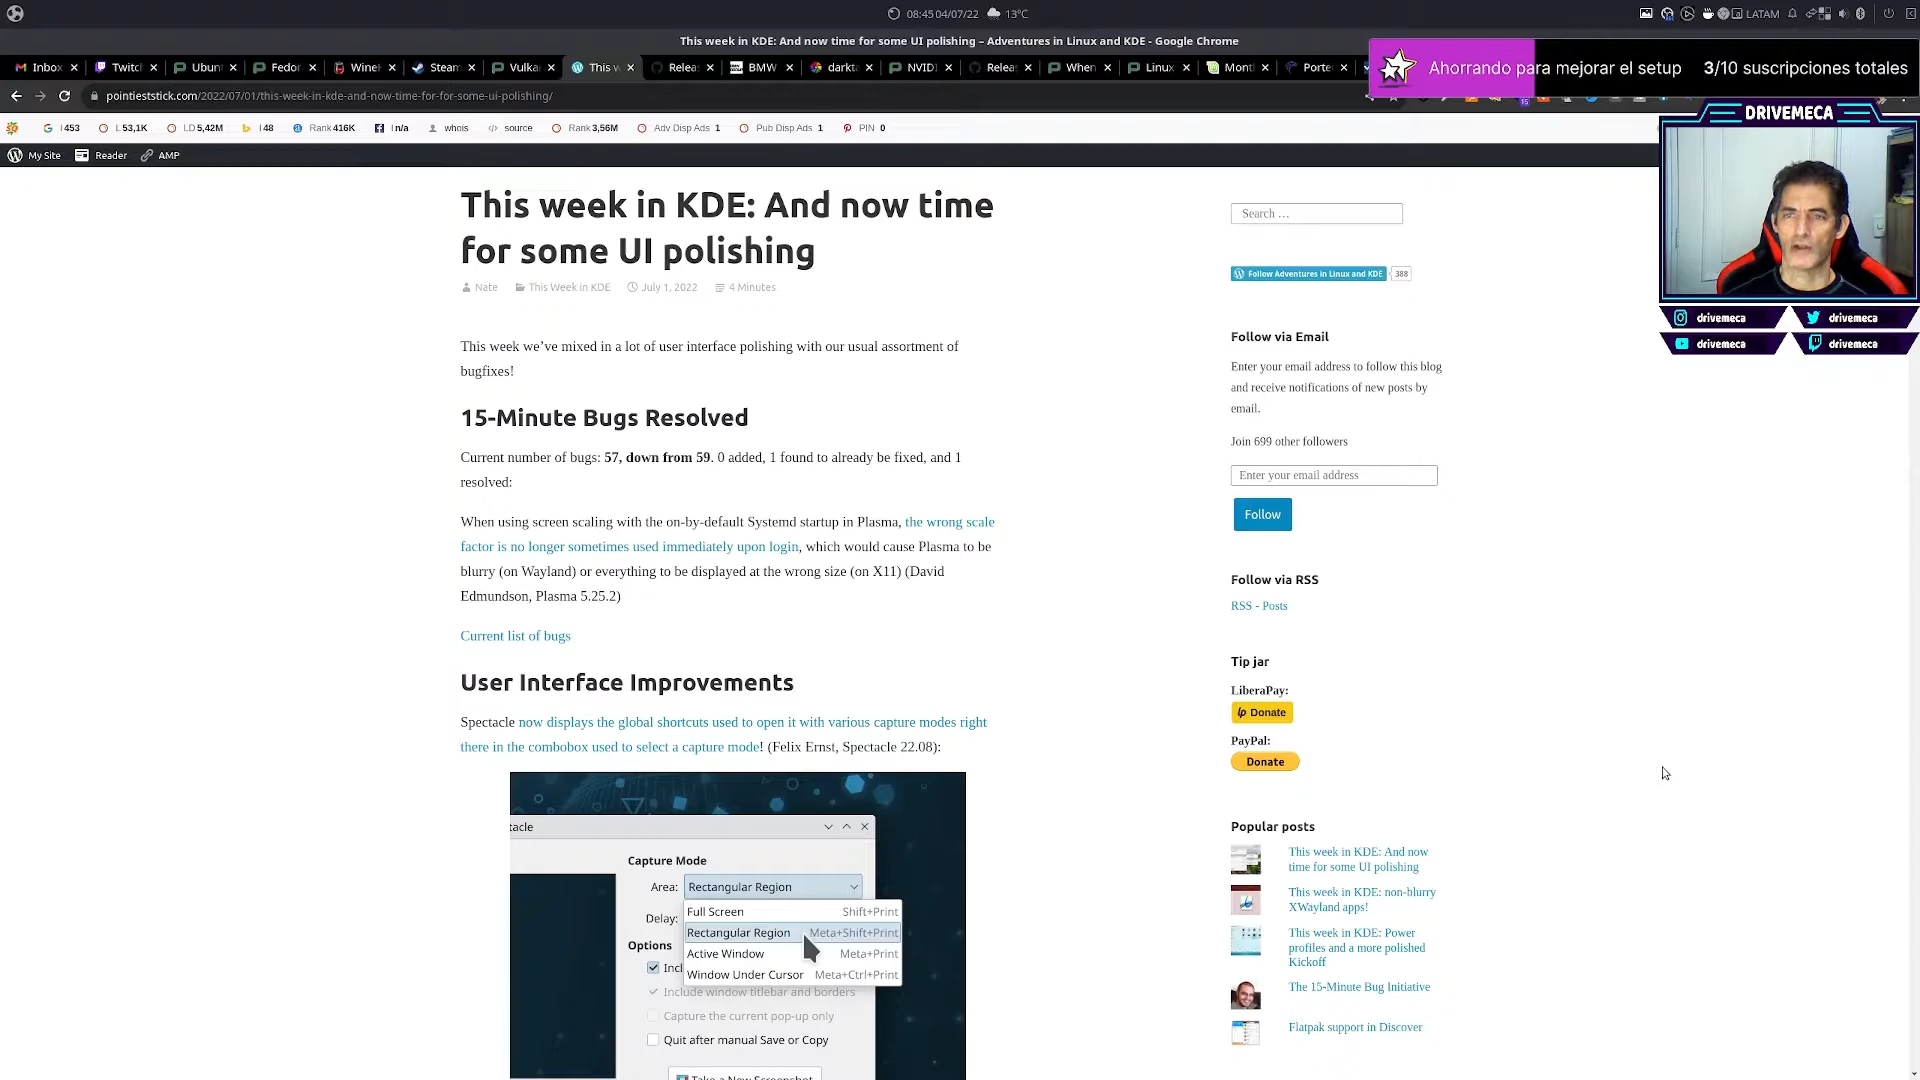 08:45 04/07/22 13°C
LATAM
This week in KDE: And now time for some UI polishing – Adventures in Linux and KDE - Google Chrome
Inbox
Twitch
Ubunt
Fedor
WineH
Steam
Vulka
This w
Releas
BMW
darkta
NVIDI
Releas
When
Linux
Month
Porte
Ahorrando para mejorar el setup 3/10 suscripciones totales
pointieststick.com/2022/07/01/this-week-in-kde-and-now-time-for-for-some-ui-polishing/
15
I 453
L 53,1K
LD 5,42M
I 48
Rank 416K
I n/a
whois
source
Rank 3,56M
Adv Disp Ads 1
Pub Disp Ads 1
PIN 0
My Site
Reader
AMP
DRIVEMECA
drivemeca
drivemeca
drivemeca
drivemeca
This week in KDE: And now time
for some UI polishing
Nate
This Week in KDE
July 1, 2022
4 Minutes
This week we’ve mixed in a lot of user interface polishing with our usual assortment of
bugfixes!
15-Minute Bugs Resolved
Current number of bugs: 57, down from 59. 0 added, 1 found to already be fixed, and 1
resolved:
When using screen scaling with the on-by-default Systemd startup in Plasma, the wrong scale
factor is no longer sometimes used immediately upon login, which would cause Plasma to be
blurry (on Wayland) or everything to be displayed at the wrong size (on X11) (David
Edmundson, Plasma 5.25.2)
Current list of bugs
User Interface Improvements
Spectacle now displays the global shortcuts used to open it with various capture modes right
there in the combobox used to select a capture mode! (Felix Ernst, Spectacle 22.08):
tacle
Capture Mode
Area: Rectangular Region
Delay:
Full Screen Shift+Print
Rectangular Region Meta+Shift+Print
Active Window Meta+Print
Window Under Cursor Meta+Ctrl+Print
Options
Incl
Include window titlebar and borders
Capture the current pop-up only
Quit after manual Save or Copy
Take a New Screenshot
Search …
Follow Adventures in Linux and KDE 388
Follow via Email
Enter your email address to follow this blog
and receive notifications of new posts by
email.
Join 699 other followers
Enter your email address
Follow
Follow via RSS
RSS - Posts
Tip jar
LiberaPay:
lp Donate
PayPal:
Donate
Popular posts
This week in KDE: And now
time for some UI polishing
This week in KDE: non-blurry
XWayland apps!
This week in KDE: Power
profiles and a more polished
Kickoff
The 15-Minute Bug Initiative
Flatpak support in Discover